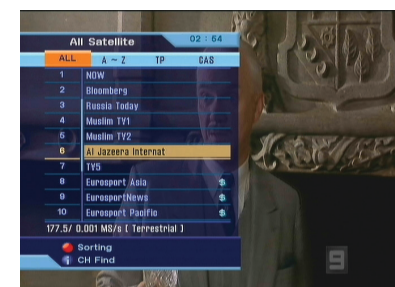 All Satellite 02 : 54
ALL A ~ Z TP CAS
1 NOW
2 Bloomberg
3 Russia Today
4 Muslim TV1
5 Muslim TV2
6 Al Jazeera Internat
7 TV5
8 Eurosport Asia $
9 EurosportNews $
10 Eurosport Pacific $
177.5/ 0.001 MS/s ( Terrestrial )
Sorting
CH Find
9